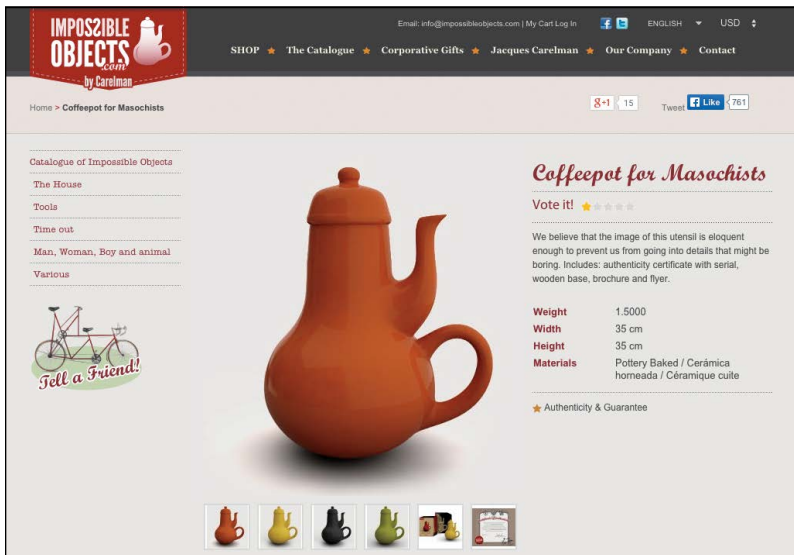 IMPOSSIBLE
OBJECTS
.com
by Carelman
Email: info@impossibleobjects.com | My Cart Log In
ENGLISH
USD
SHOP
The Catalogue
Corporative Gifts
Jacques Carelman
Our Company
Contact
Home > Coffeepot for Masochists
g+1 15
Tweet
f Like 761
Catalogue of Impossible Objects
The House
Tools
Time out
Man, Woman, Boy and animal
Various
Tell a Friend!
Coffeepot for Masochists
Vote it!
We believe that the image of this utensil is eloquent
enough to prevent us from going into details that might be
boring. Includes: authenticity certificate with serial,
wooden base, brochure and flyer.
Weight 1.5000
Width 35 cm
Height 35 cm
Materials Pottery Baked / Cerámica
horneada / Céramique cuite
Authenticity & Guarantee